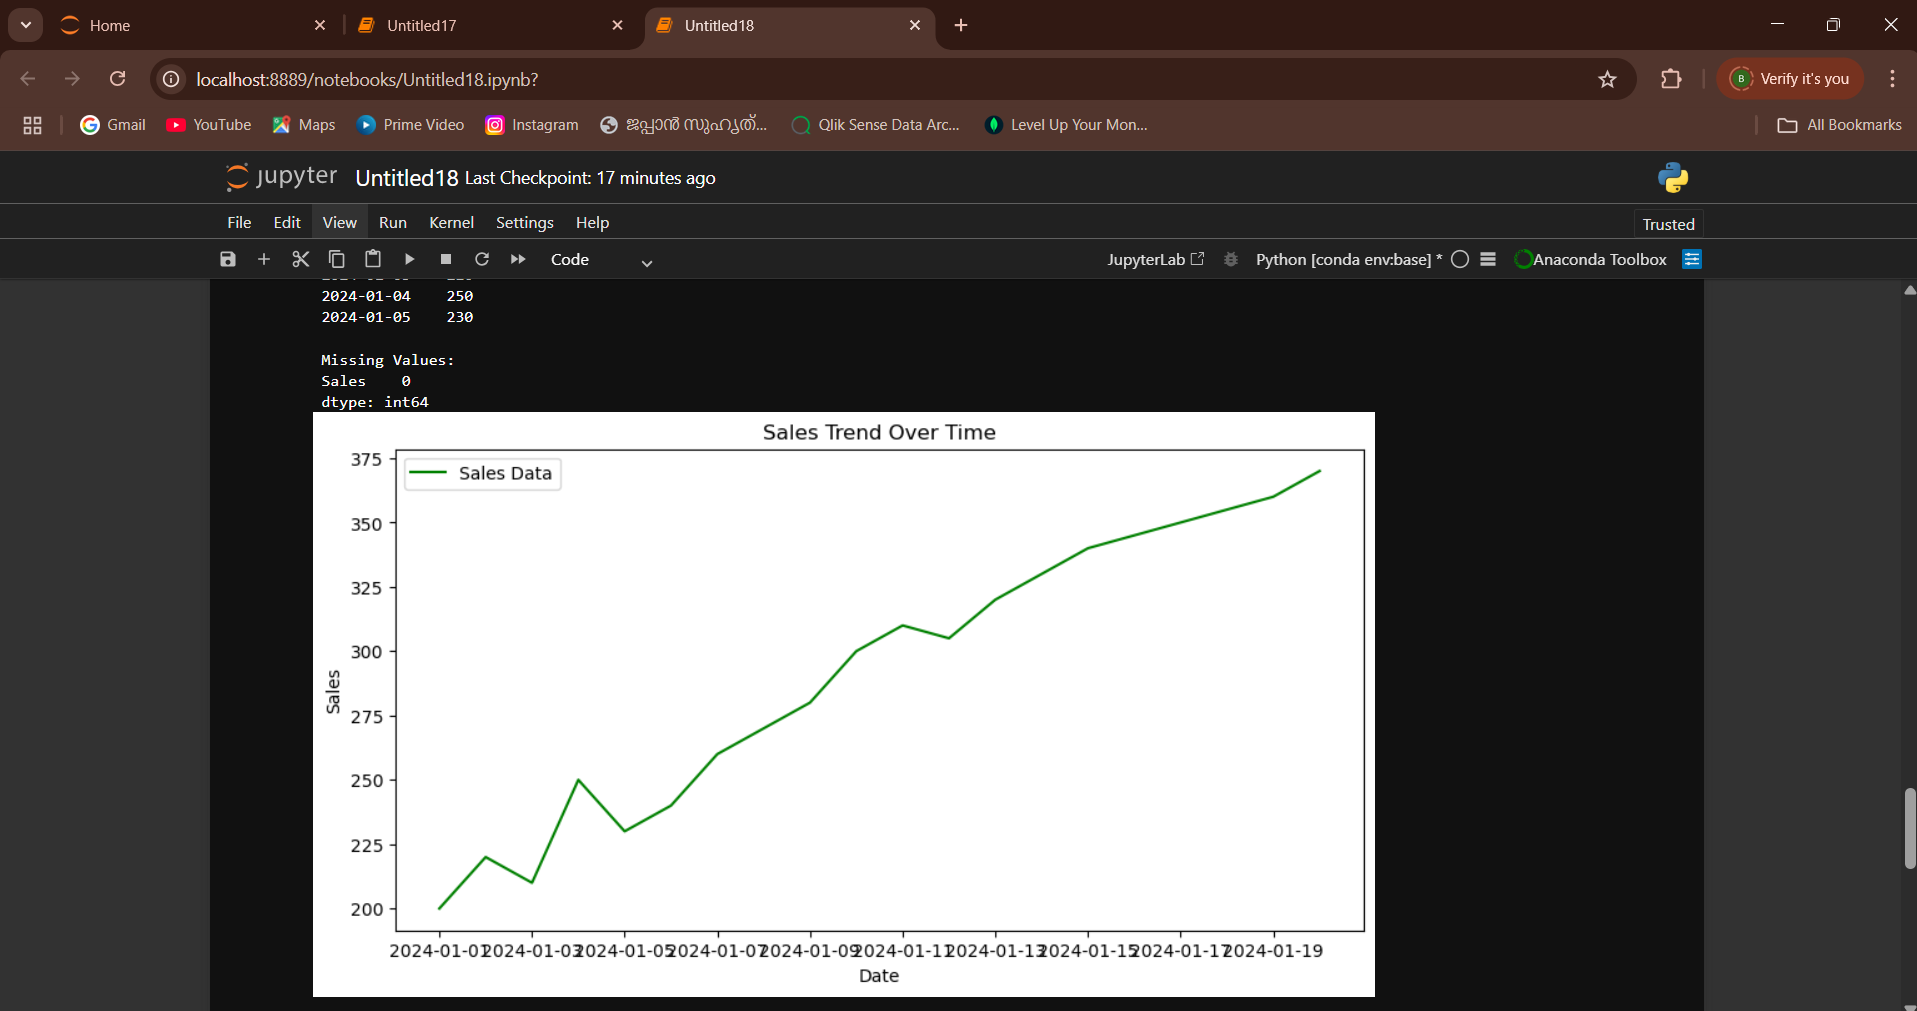 Home
Untitled17
Untitled18
localhost:8889/notebooks/Untitled18.ipynb?
B Verify it's you
Gmail YouTube Maps Prime Video Instagram ജപ്പാൻ സുഹൃത്... Qlik Sense Data Arc... Level Up Your Mon... All Bookmarks
jupyter Untitled18 Last Checkpoint: 17 minutes ago
File Edit View Run Kernel Settings Help Trusted
Code JupyterLab Python [conda env:base] * Anaconda Toolbox
2024-01-04 250
2024-01-05 230
Missing Values:
Sales 0
dtype: int64
Sales Trend Over Time
Sales Data
375
350
325
300
275
250
225
200
Sales
2024-01-01 2024-01-03 2024-01-05 2024-01-07 2024-01-09 2024-01-11 2024-01-13 2024-01-15 2024-01-17 2024-01-19
Date